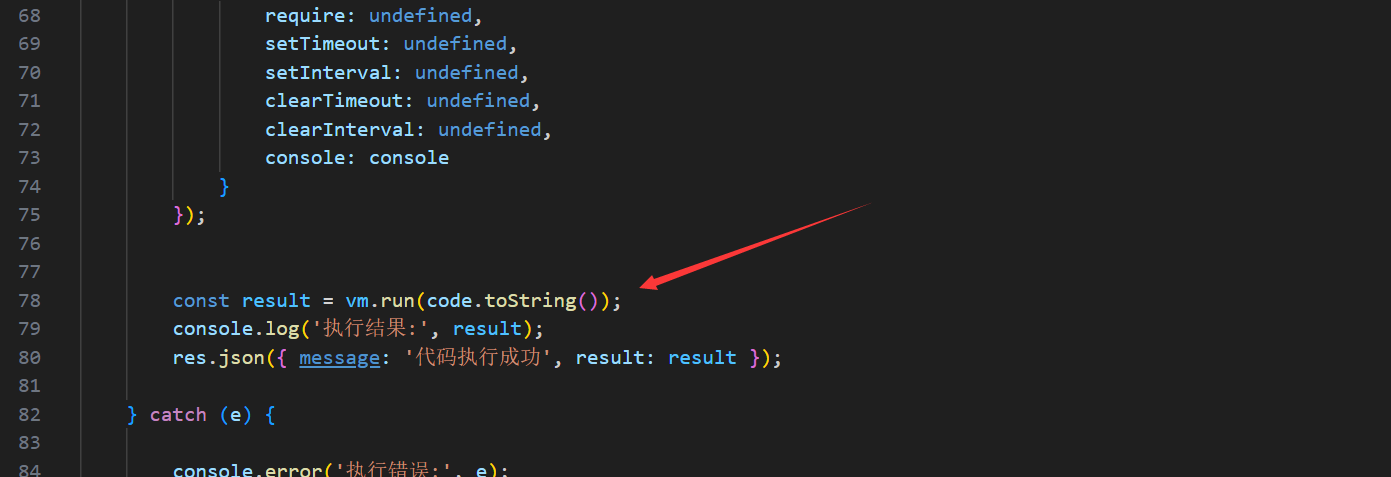 68 require: undefined,
69 setTimeout: undefined,
70 setInterval: undefined,
71 clearTimeout: undefined,
72 clearInterval: undefined,
73 console: console
74 }
75 });
76
77
78 const result = vm.run(code.toString());
79 console.log('执行结果:', result);
80 res.json({ message: '代码执行成功', result: result });
81
82 } catch (e) {
83
84 console.error('执行错误:', e);